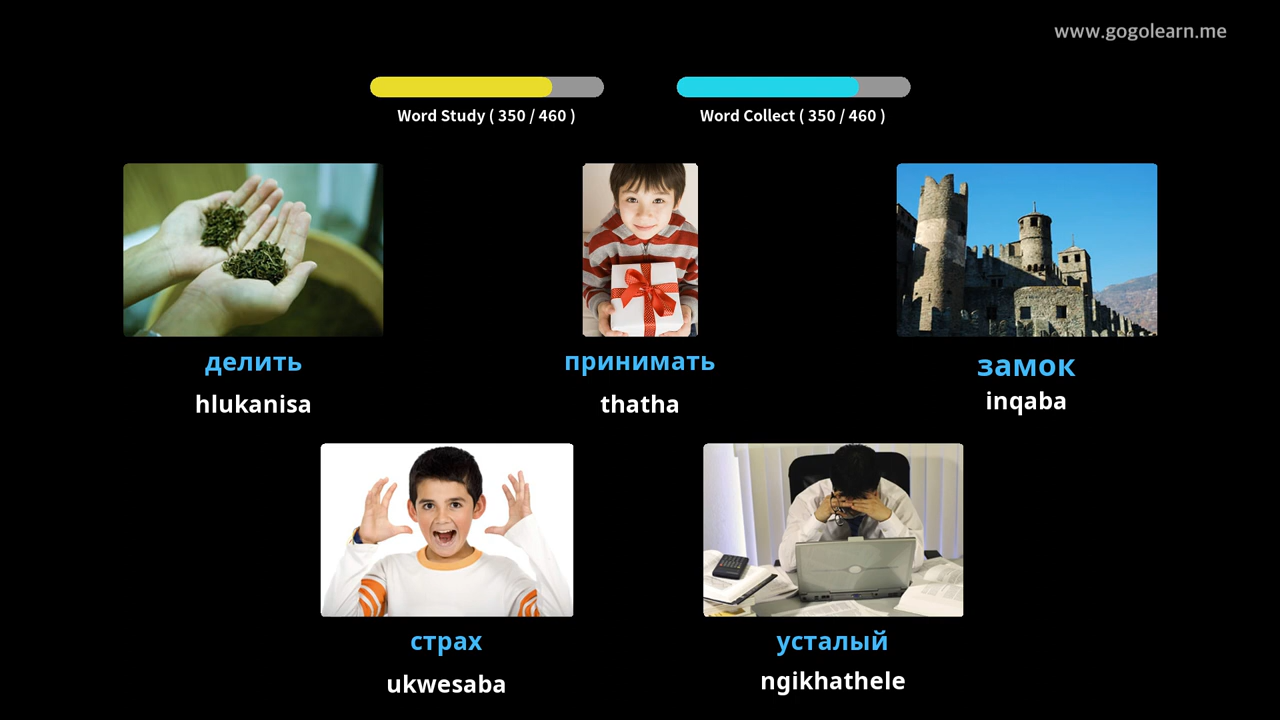 www.gogolearn.me
Word Study ( 350 / 460 )
Word Collect ( 350 / 460 )
делить
принимать
замок
hlukanisa
thatha
inqaba
страх
усталый
ukwesaba
ngikhathele